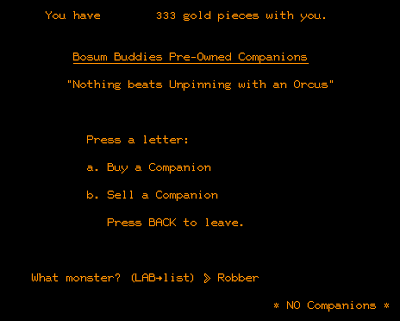 You have 333 gold pieces with you.
Bosum Buddies Pre-Owned Companions
"Nothing beats Unpinning with an Orcus"
Press a letter:
a. Buy a Companion
b. Sell a Companion
Press BACK to leave.
What monster? (LAB→list) ≫ Robber
* NO Companions *